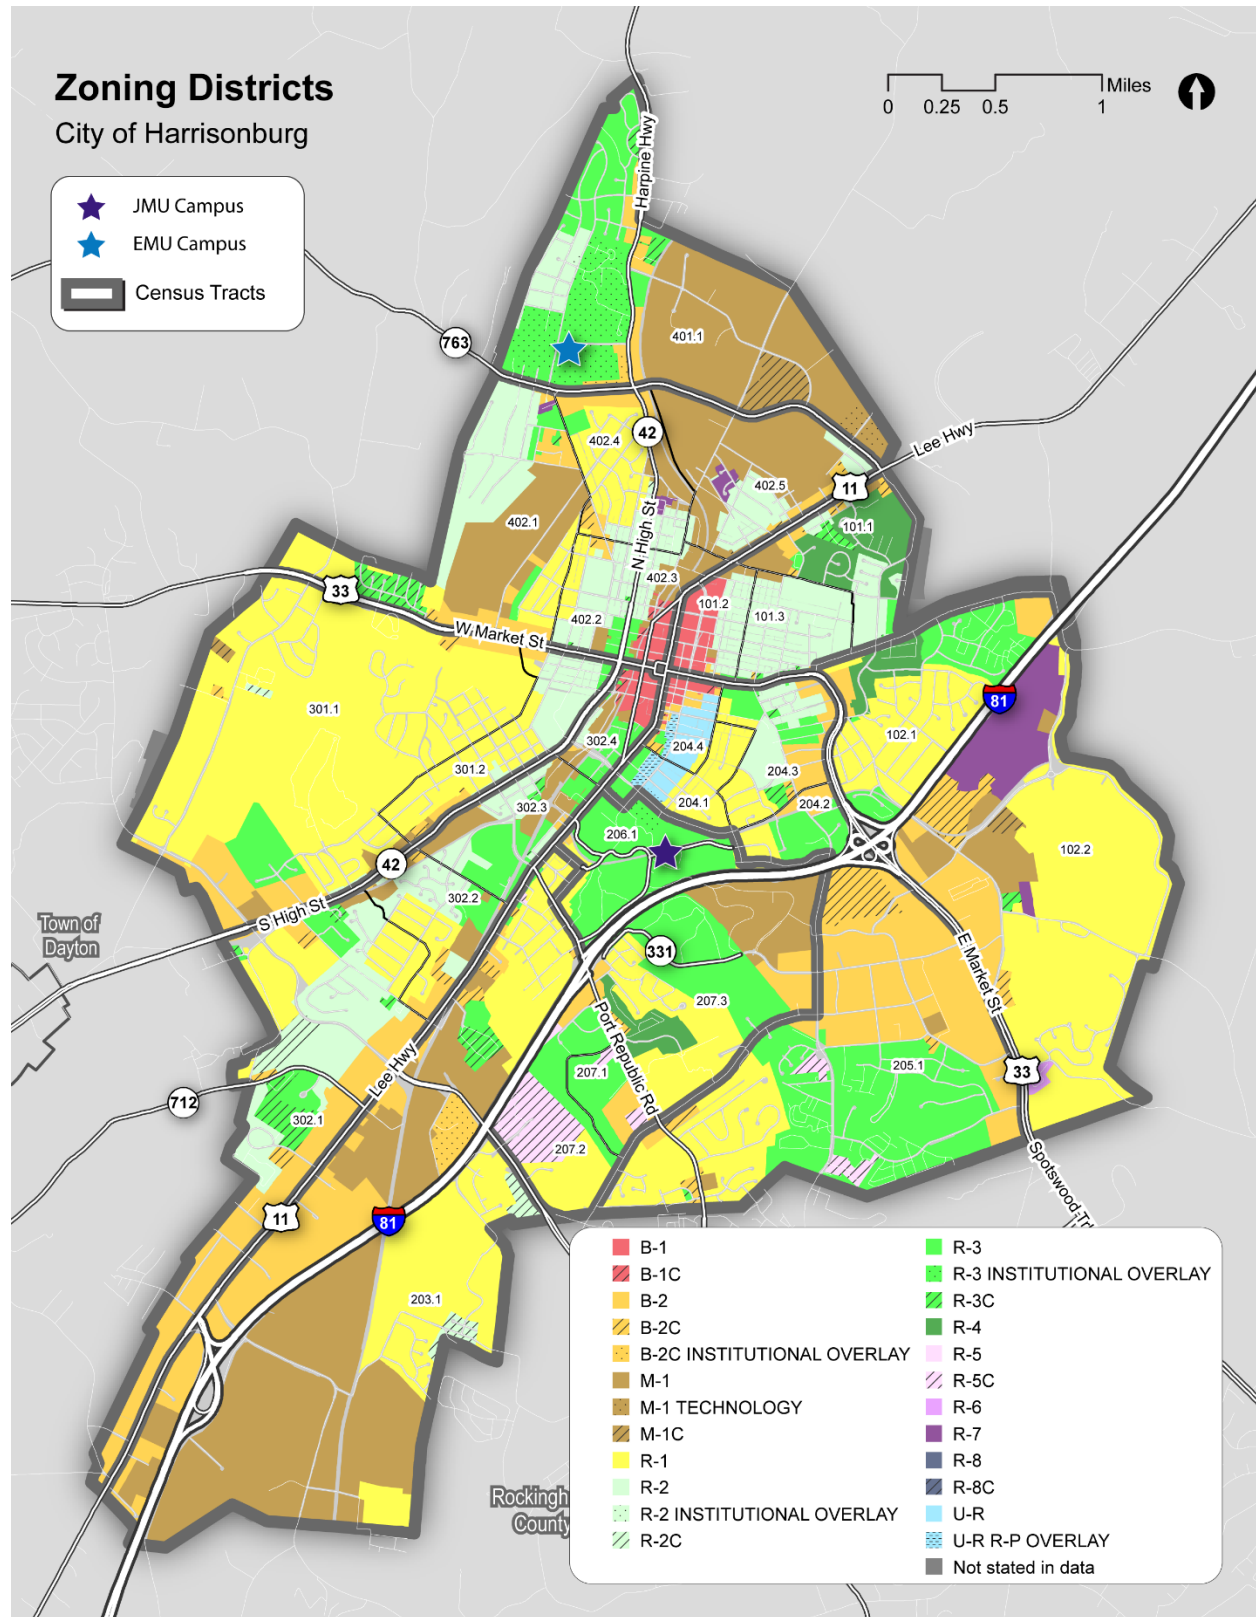 Zoning Districts
City of Harrisonburg
Miles
0 0.25 0.5 1
JMU Campus
EMU Campus
Census Tracts
Harpine Hwy
763
401.1
42
402.4
Lee Hwy
11
402.5
402.1
101.1
N High St
402.3
33
101.2
101.3
402.2
W Market St
81
301.1
302.4
204.4
102.1
301.2
204.3
302.3
204.1
204.2
206.1
102.2
42
302.2
S High St
Town of
Dayton
331
E Market St
207.3
Port Republic Rd
Lee Hwy
207.1
205.1
33
712
302.1
207.2
Spotswood Trl
11
81
203.1
Rockingh
County
B-1
B-1C
B-2
B-2C
B-2C INSTITUTIONAL OVERLAY
M-1
M-1 TECHNOLOGY
M-1C
R-1
R-2
R-2 INSTITUTIONAL OVERLAY
R-2C
R-3
R-3 INSTITUTIONAL OVERLAY
R-3C
R-4
R-5
R-5C
R-6
R-7
R-8
R-8C
U-R
U-R R-P OVERLAY
Not stated in data